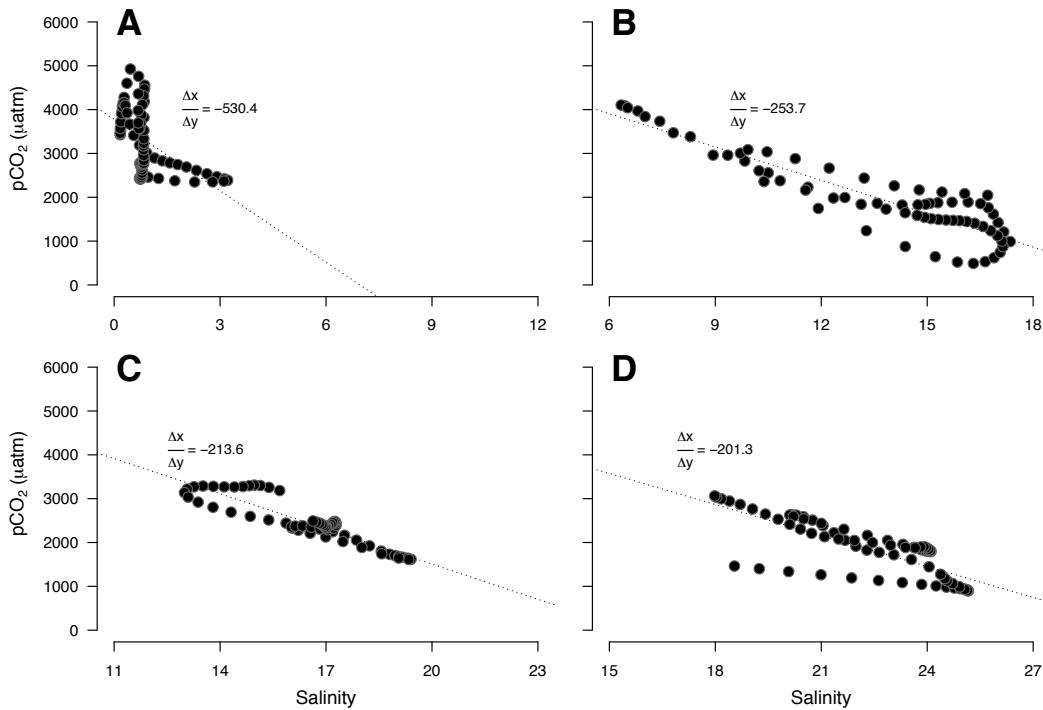 A
B
6000
5000
4000
3000
2000
1000
0
pCO2 (µatm)
Δx
Δy
= −530.4
Δx
Δy
= −253.7
0 3 6 9 12
6 9 12 15 18
C
D
6000
5000
4000
3000
2000
1000
0
pCO2 (µatm)
Δx
Δy
= −213.6
Δx
Δy
= −201.3
11 14 17 20 23
15 18 21 24 27
Salinity
Salinity